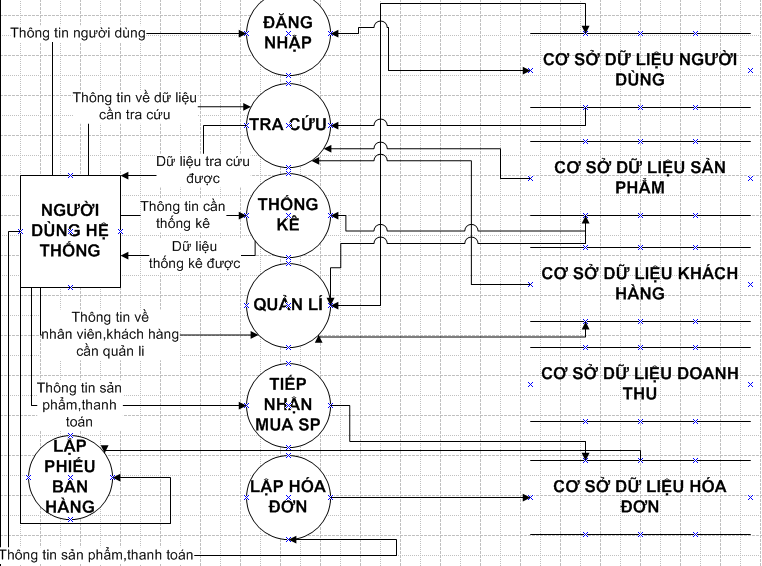 ĐĂNG
NHẬP
Thông tin người dùng
CƠ SỞ DỮ LIỆU NGƯỜI
DÙNG
Thông tin về dữ liệu
cần tra cứu
TRA CỨU
Dữ liệu tra cứu
được
CƠ SỞ DỮ LIỆU SẢN
PHẨM
NGƯỜI
DÙNG HỆ
THỐNG
Thông tin cần
thống kê
THỐNG
KÊ
Dữ liệu
thống kê được
CƠ SỞ DỮ LIỆU KHÁCH
HÀNG
QUẢN LÍ
Thông tin về
nhân viên,khách hàng
cần quản li
CƠ SỞ DỮ LIỆU DOANH
THU
Thông tin sản
phẩm,thanh
toán
TIẾP
NHẬN
MUA SP
LẬP
PHIẾU
BÁN
HÀNG
LẬP HÓA
ĐƠN
CƠ SỞ DỮ LIỆU HÓA
ĐƠN
Thông tin sản phẩm,thanh toán